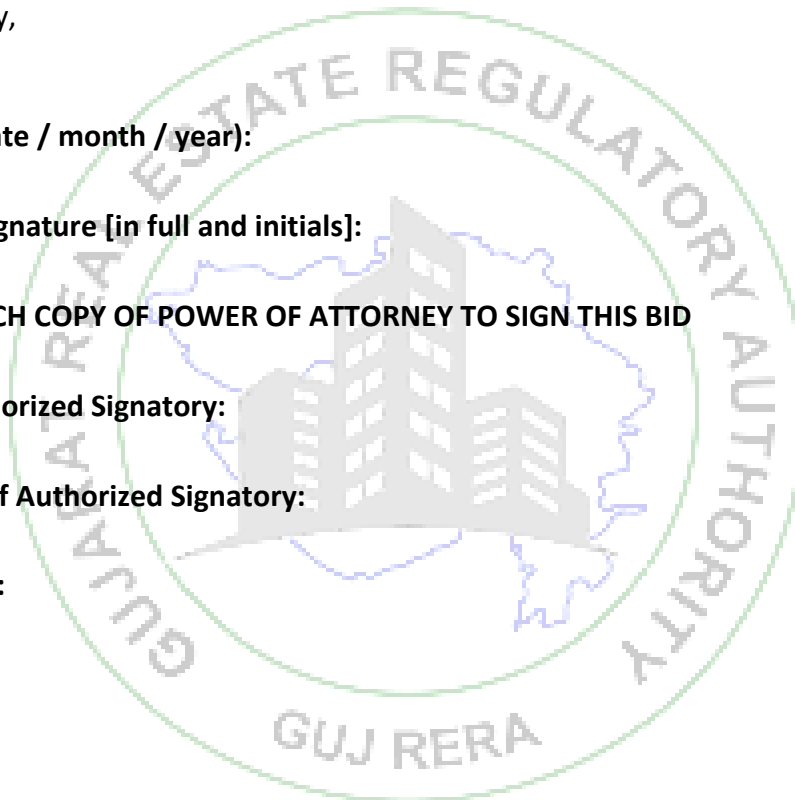 y,
te / month / year):
gnature [in full and initials]:
CH COPY OF POWER OF ATTORNEY TO SIGN THIS BID
orized Signatory:
f Authorized Signatory:
:
GUJARAT REAL ESTATE REGULATORY AUTHORITY
GUJ RERA